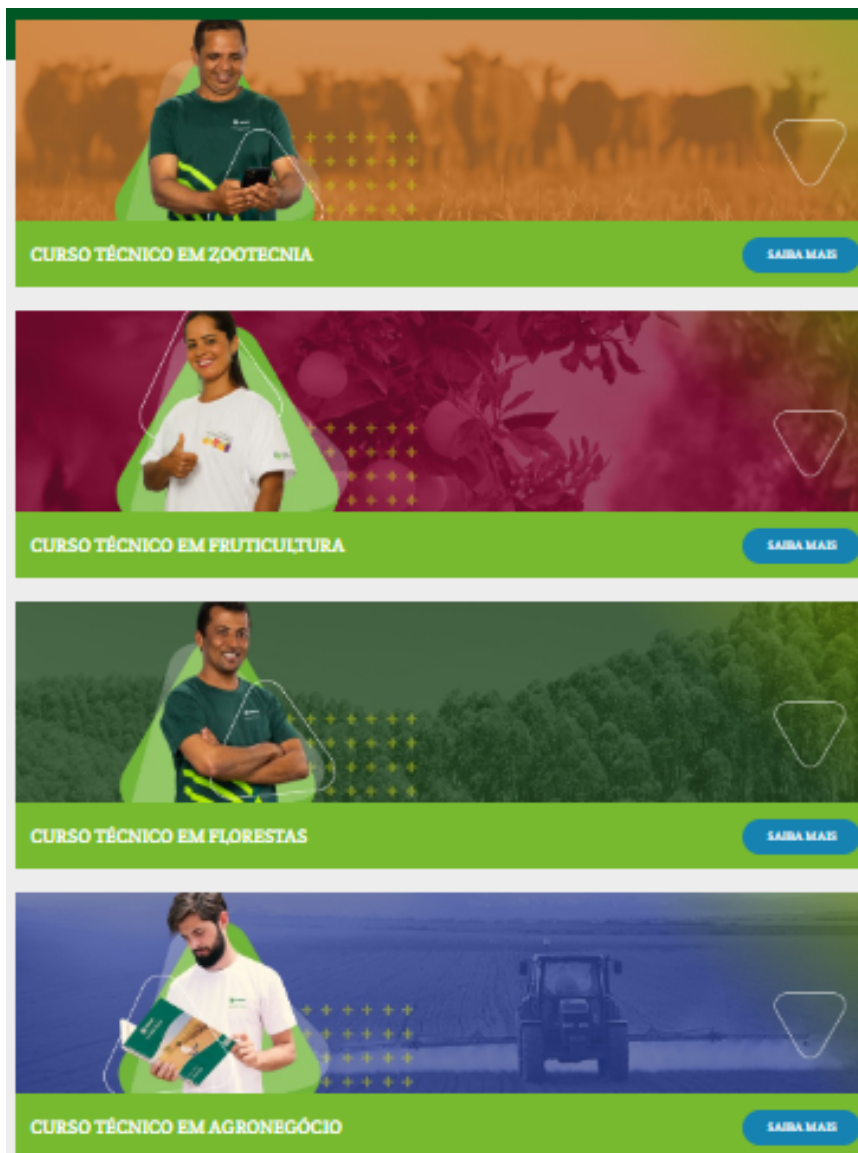 CURSO TÉCNICO EM ZOOTECNIA
SAIBA MAIS
CURSO TÉCNICO EM FRUTICULTURA
SAIBA MAIS
CURSO TÉCNICO EM FLORESTAS
SAIBA MAIS
CURSO TÉCNICO EM AGRONEGÓCIO
SAIBA MAIS